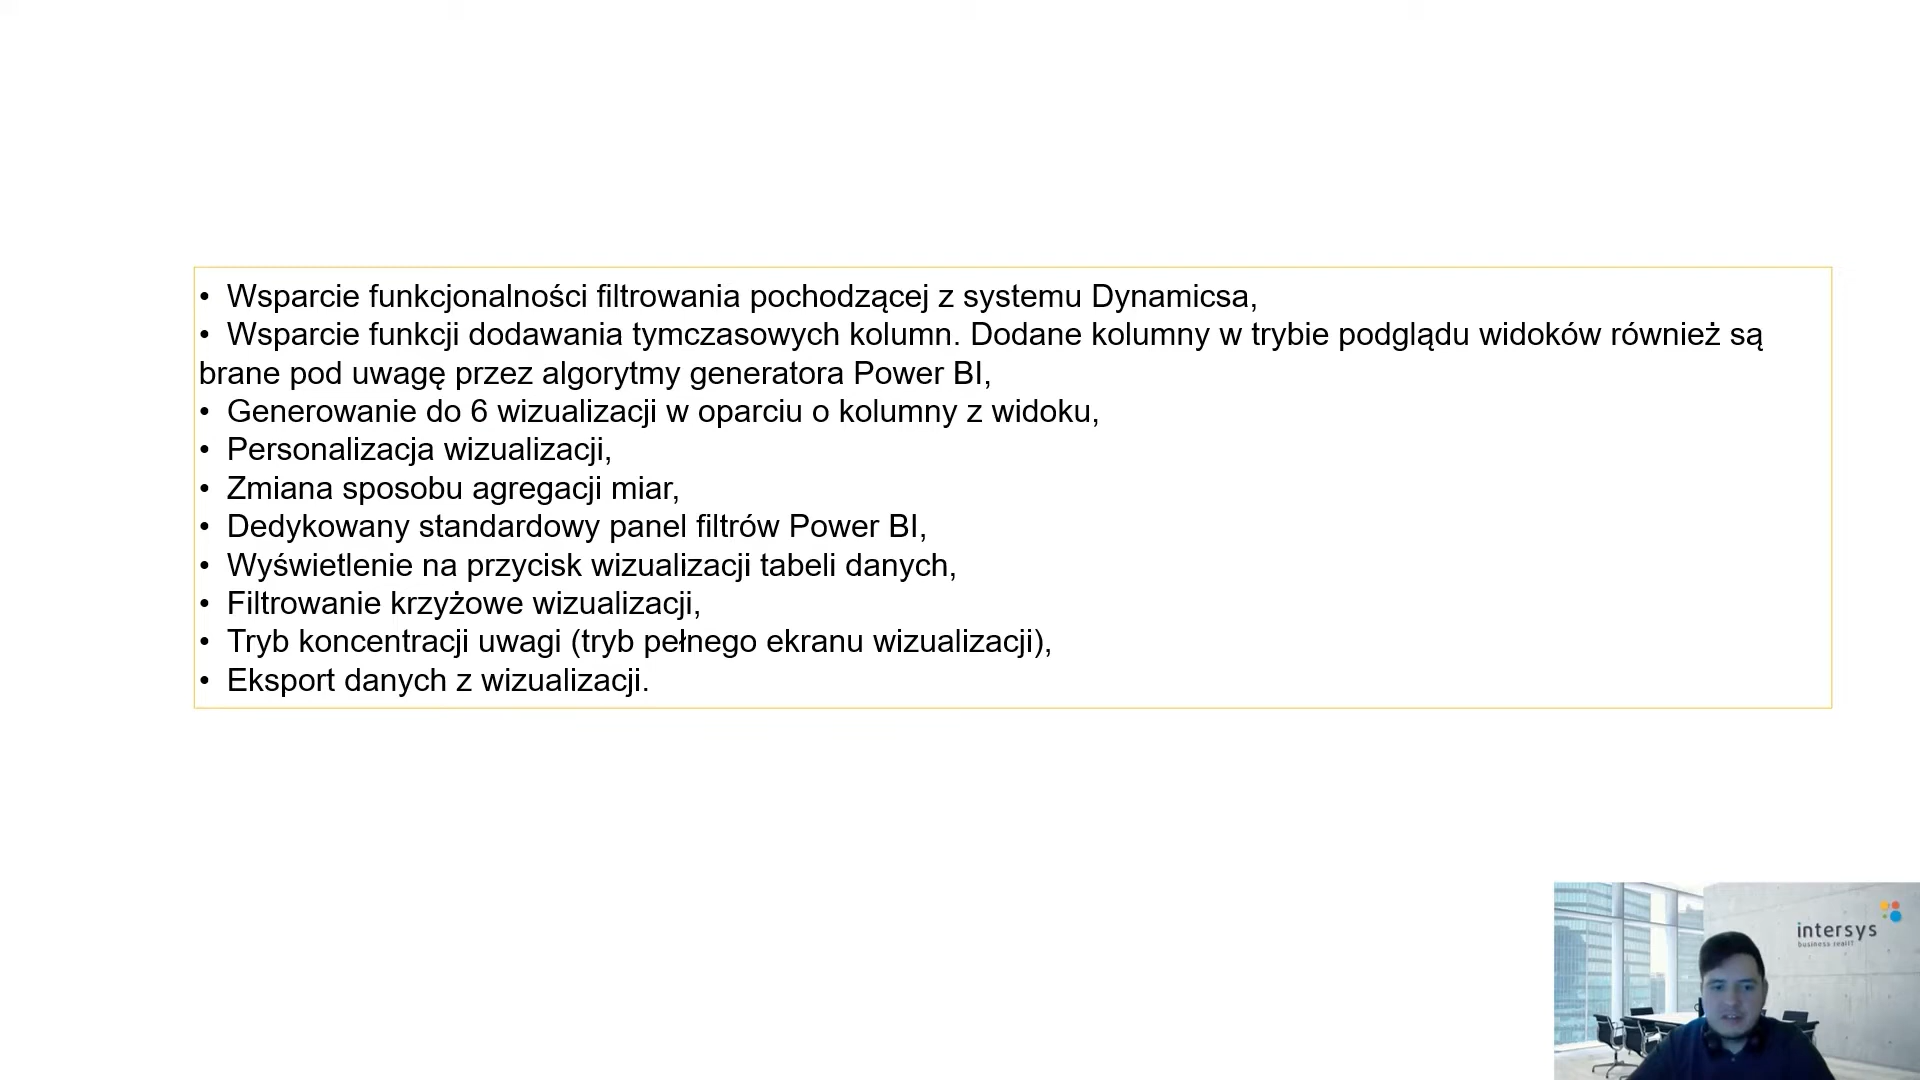 • Wsparcie funkcjonalności filtrowania pochodzącej z systemu Dynamicsa,
• Wsparcie funkcji dodawania tymczasowych kolumn. Dodane kolumny w trybie podglądu widoków również są
brane pod uwagę przez algorytmy generatora Power BI,
• Generowanie do 6 wizualizacji w oparciu o kolumny z widoku,
• Personalizacja wizualizacji,
• Zmiana sposobu agregacji miar,
• Dedykowany standardowy panel filtrów Power BI,
• Wyświetlenie na przycisk wizualizacji tabeli danych,
• Filtrowanie krzyżowe wizualizacji,
• Tryb koncentracji uwagi (tryb pełnego ekranu wizualizacji),
• Eksport danych z wizualizacji.
intersys
business